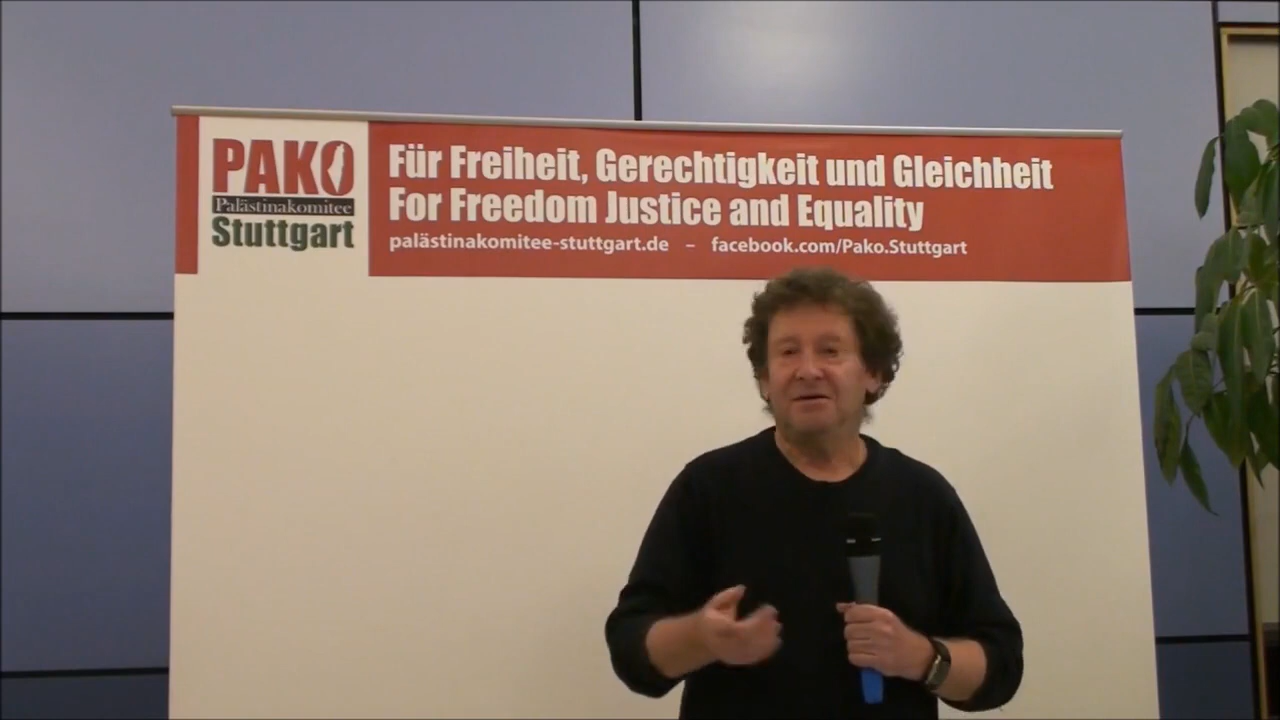 PAKO
Palästinakomitee
Stuttgart
Für Freiheit, Gerechtigkeit und Gleichheit
For Freedom Justice and Equality
palästinakomitee-stuttgart.de – facebook.com/Pako.Stuttgart